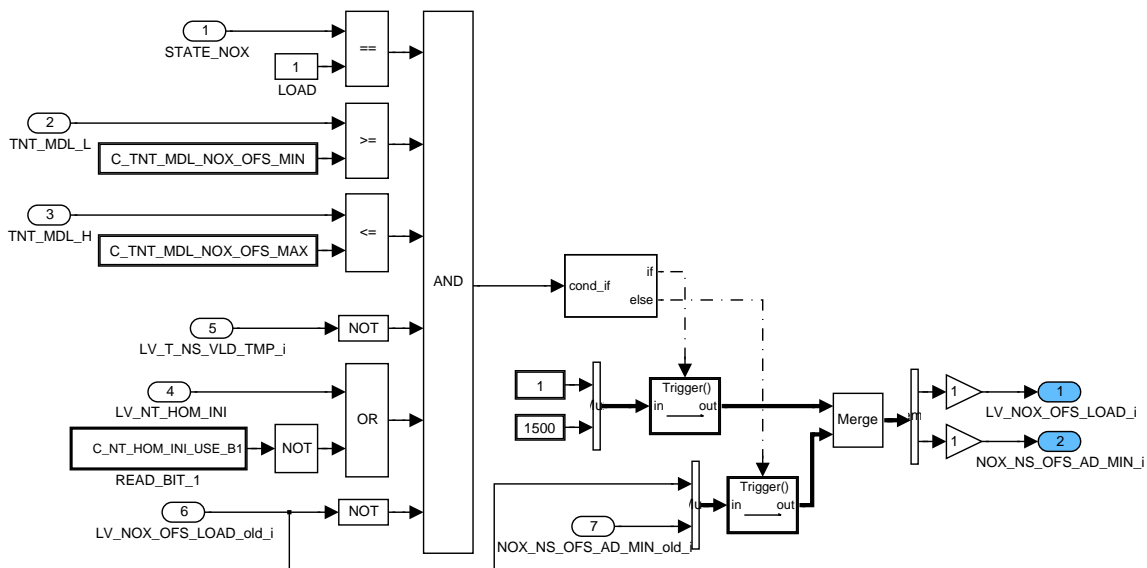 1
STATE_NOX
1
LOAD
==
2
TNT_MDL_L
C_TNT_MDL_NOX_OFS_MIN
>=
3
TNT_MDL_H
C_TNT_MDL_NOX_OFS_MAX
<=
AND
cond_if
if
else
5
LV_T_NS_VLD_TMP_i
NOT
4
LV_NT_HOM_INI
C_NT_HOM_INI_USE_B1
READ_BIT_1
NOT
OR
6
LV_NOX_OFS_LOAD_old_i
NOT
1
1500
Trigger()
in
out
7
NOX_NS_OFS_AD_MIN_old_i
Trigger()
in
out
Merge
1
1
LV_NOX_OFS_LOAD_i
1
2
NOX_NS_OFS_AD_MIN_i